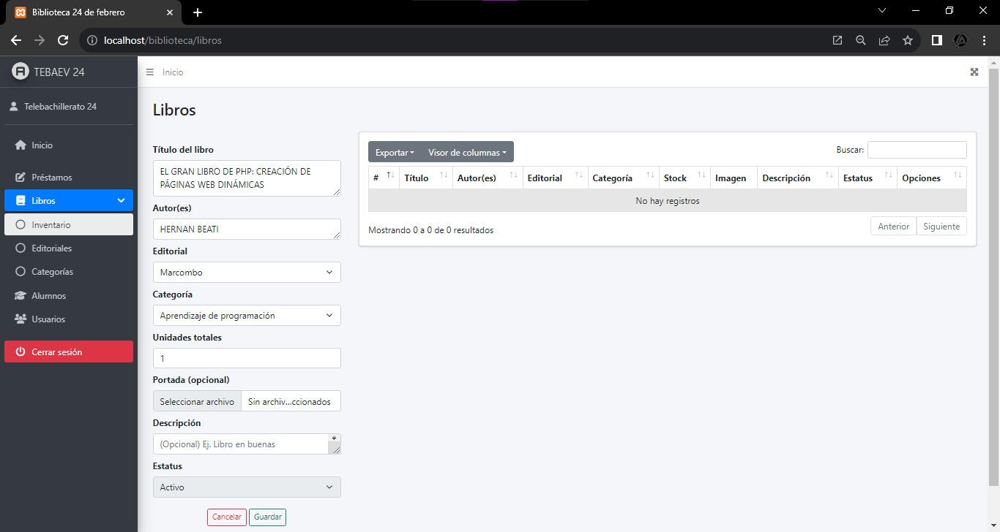 Biblioteca 24 de febrero
localhost/biblioteca/libros
TEBAEV 24
Inicio
Telebachillerato 24
Inicio
Préstamos
Libros
Inventario
Editoriales
Categorías
Alumnos
Usuarios
Cerrar sesión
Libros
Título del libro
EL GRAN LIBRO DE PHP: CREACIÓN DE
PÁGINAS WEB DINÁMICAS
Autor(es)
HERNAN BEATI
Editorial
Marcombo
Categoría
Aprendizaje de programación
Unidades totales
1
Portada (opcional)
Seleccionar archivo Sin archiv...ccionados
Descripción
(Opcional) Ej. Libro en buenas
Estatus
Activo
Cancelar Guardar
Exportar Visor de columnas
Buscar:
# Título Autor(es) Editorial Categoría Stock Imagen Descripción Estatus Opciones
No hay registros
Mostrando 0 a 0 de 0 resultados
Anterior Siguiente